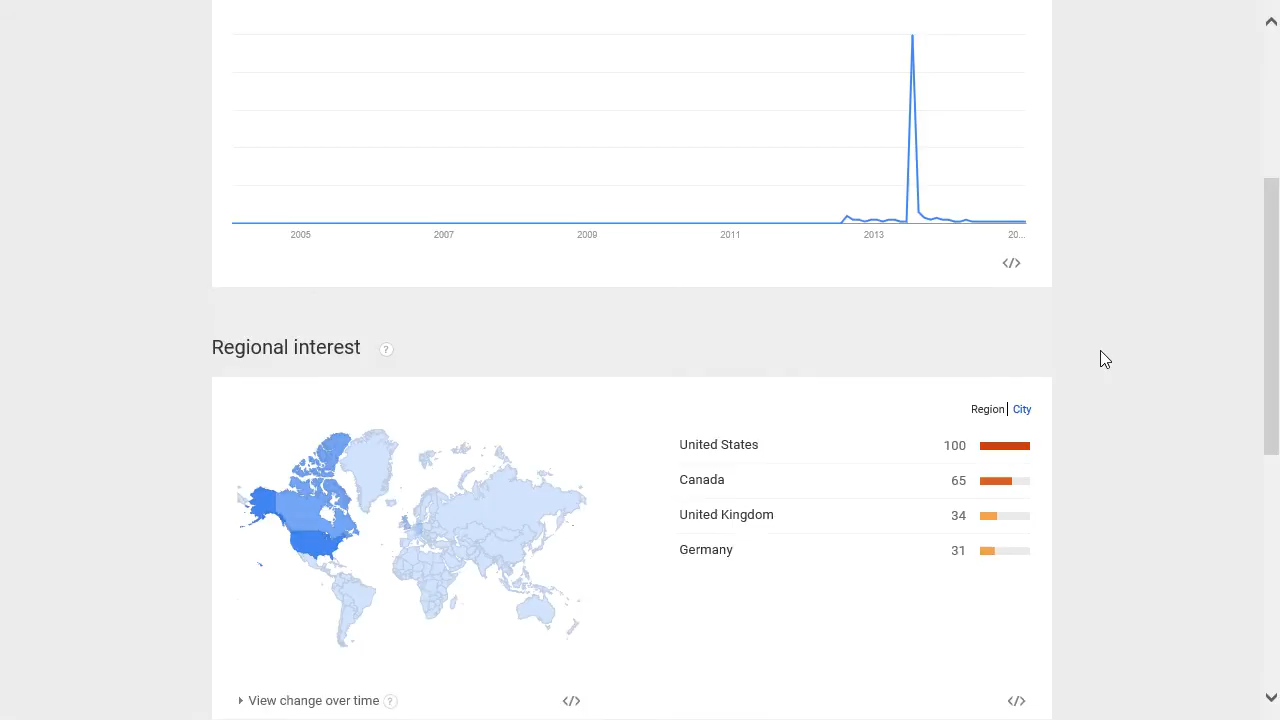 2005 2007 2009 2011 2013 20...
</>
Regional interest ?
Region City
United States 100
Canada 65
United Kingdom 34
Germany 31
View change over time ? </> </>